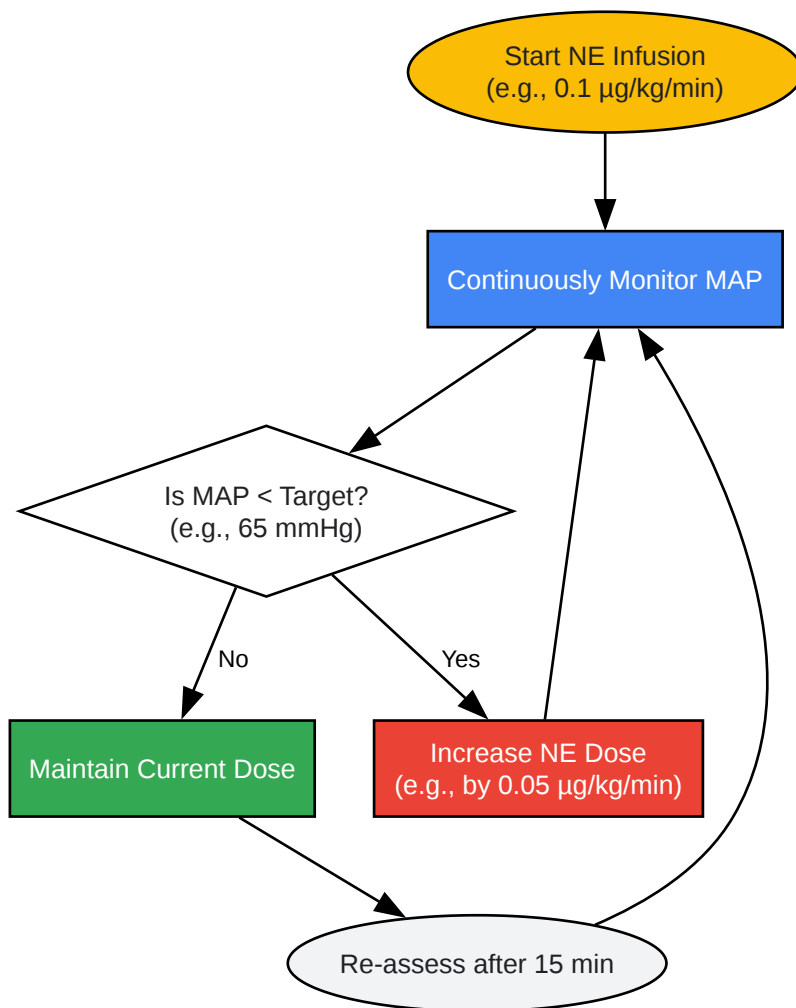 Start NE Infusion
(e.g., 0.1 µg/kg/min)
Continuously Monitor MAP
Is MAP < Target?
(e.g., 65 mmHg)
No
Yes
Maintain Current Dose
Increase NE Dose
(e.g., by 0.05 µg/kg/min)
Re-assess after 15 min